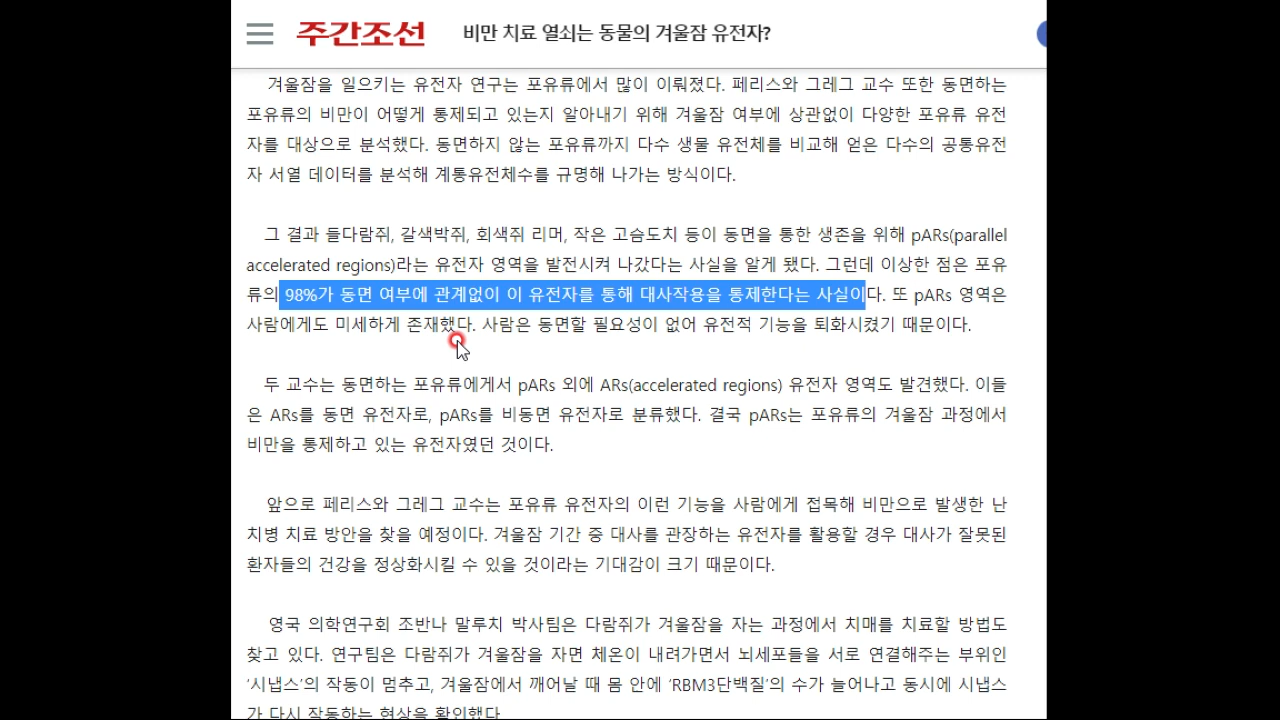 주간조선 비만 치료 열쇠는 동물의 겨울잠 유전자?
겨울잠을 일으키는 유전자 연구는 포유류에서 많이 이뤄졌다. 페리스와 그레그 교수 또한 동면하는
포유류의 비만이 어떻게 통제되고 있는지 알아내기 위해 겨울잠 여부에 상관없이 다양한 포유류 유전
자를 대상으로 분석했다. 동면하지 않는 포유류까지 다수 생물 유전체를 비교해 얻은 다수의 공통유전
자 서열 데이터를 분석해 계통유전체수를 규명해 나가는 방식이다.
그 결과 들다람쥐, 갈색박쥐, 회색쥐 리머, 작은 고슴도치 등이 동면을 통한 생존을 위해 pARs(parallel
accelerated regions)라는 유전자 영역을 발전시켜 나갔다는 사실을 알게 됐다. 그런데 이상한 점은 포유
류의 98%가 동면 여부에 관계없이 이 유전자를 통해 대사작용을 통제한다는 사실이다. 또 pARs 영역은
사람에게도 미세하게 존재했다. 사람은 동면할 필요성이 없어 유전적 기능을 퇴화시켰기 때문이다.
두 교수는 동면하는 포유류에게서 pARs 외에 ARs(accelerated regions) 유전자 영역도 발견했다. 이들
은 ARs를 동면 유전자로, pARs를 비동면 유전자로 분류했다. 결국 pARs는 포유류의 겨울잠 과정에서
비만을 통제하고 있는 유전자였던 것이다.
앞으로 페리스와 그레그 교수는 포유류 유전자의 이런 기능을 사람에게 접목해 비만으로 발생한 난
치병 치료 방안을 찾을 예정이다. 겨울잠 기간 중 대사를 관장하는 유전자를 활용할 경우 대사가 잘못된
환자들의 건강을 정상화시킬 수 있을 것이라는 기대감이 크기 때문이다.
영국 의학연구회 조반나 말루치 박사팀은 다람쥐가 겨울잠을 자는 과정에서 치매를 치료할 방법도
찾고 있다. 연구팀은 다람쥐가 겨울잠을 자면 체온이 내려가면서 뇌세포들을 서로 연결해주는 부위인
‘시냅스’의 작동이 멈추고, 겨울잠에서 깨어날 때 몸 안에 ‘RBM3단백질’의 수가 늘어나고 동시에 시냅스
가 다시 작동하는 현상을 확인했다